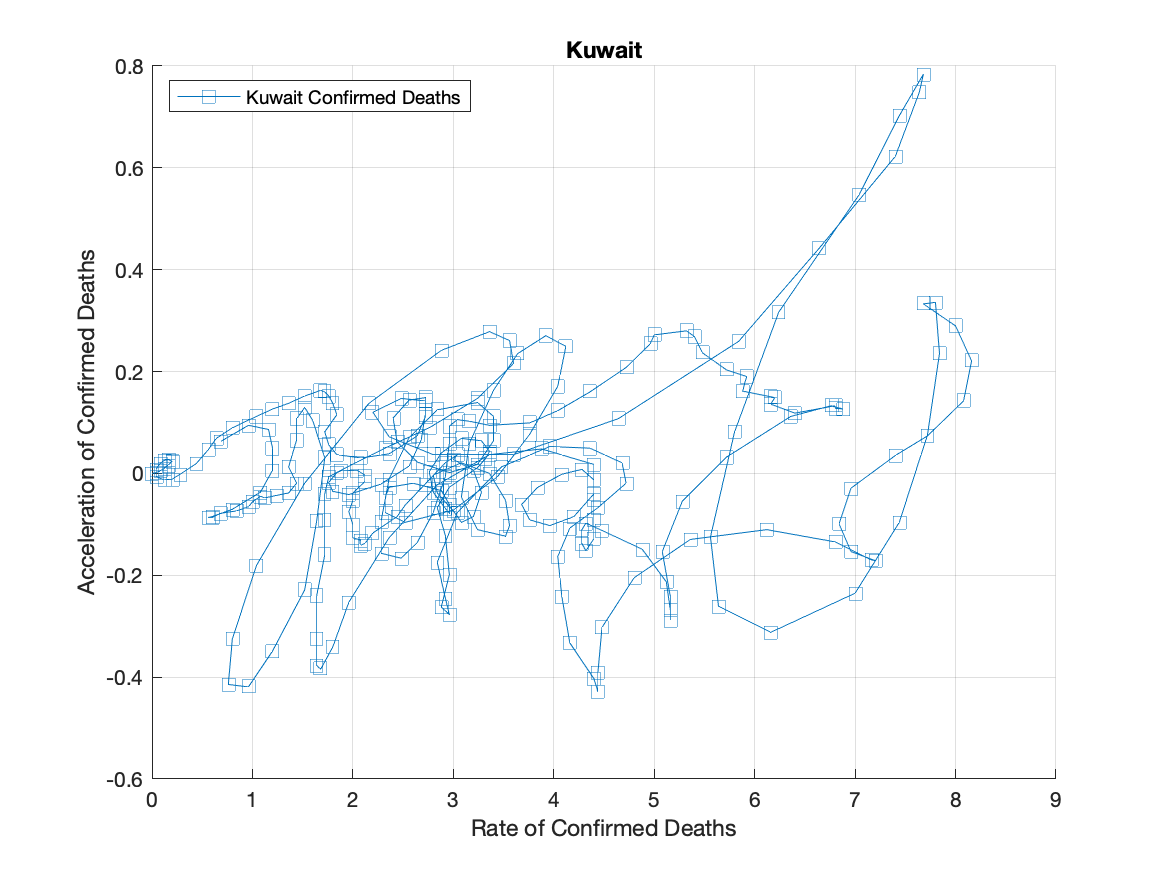 Kuwait
Kuwait Confirmed Deaths
0.8
0.6
0.4
0.2
0
-0.2
-0.4
-0.6
0 1 2 3 4 5 6 7 8 9
Rate of Confirmed Deaths
Acceleration of Confirmed Deaths